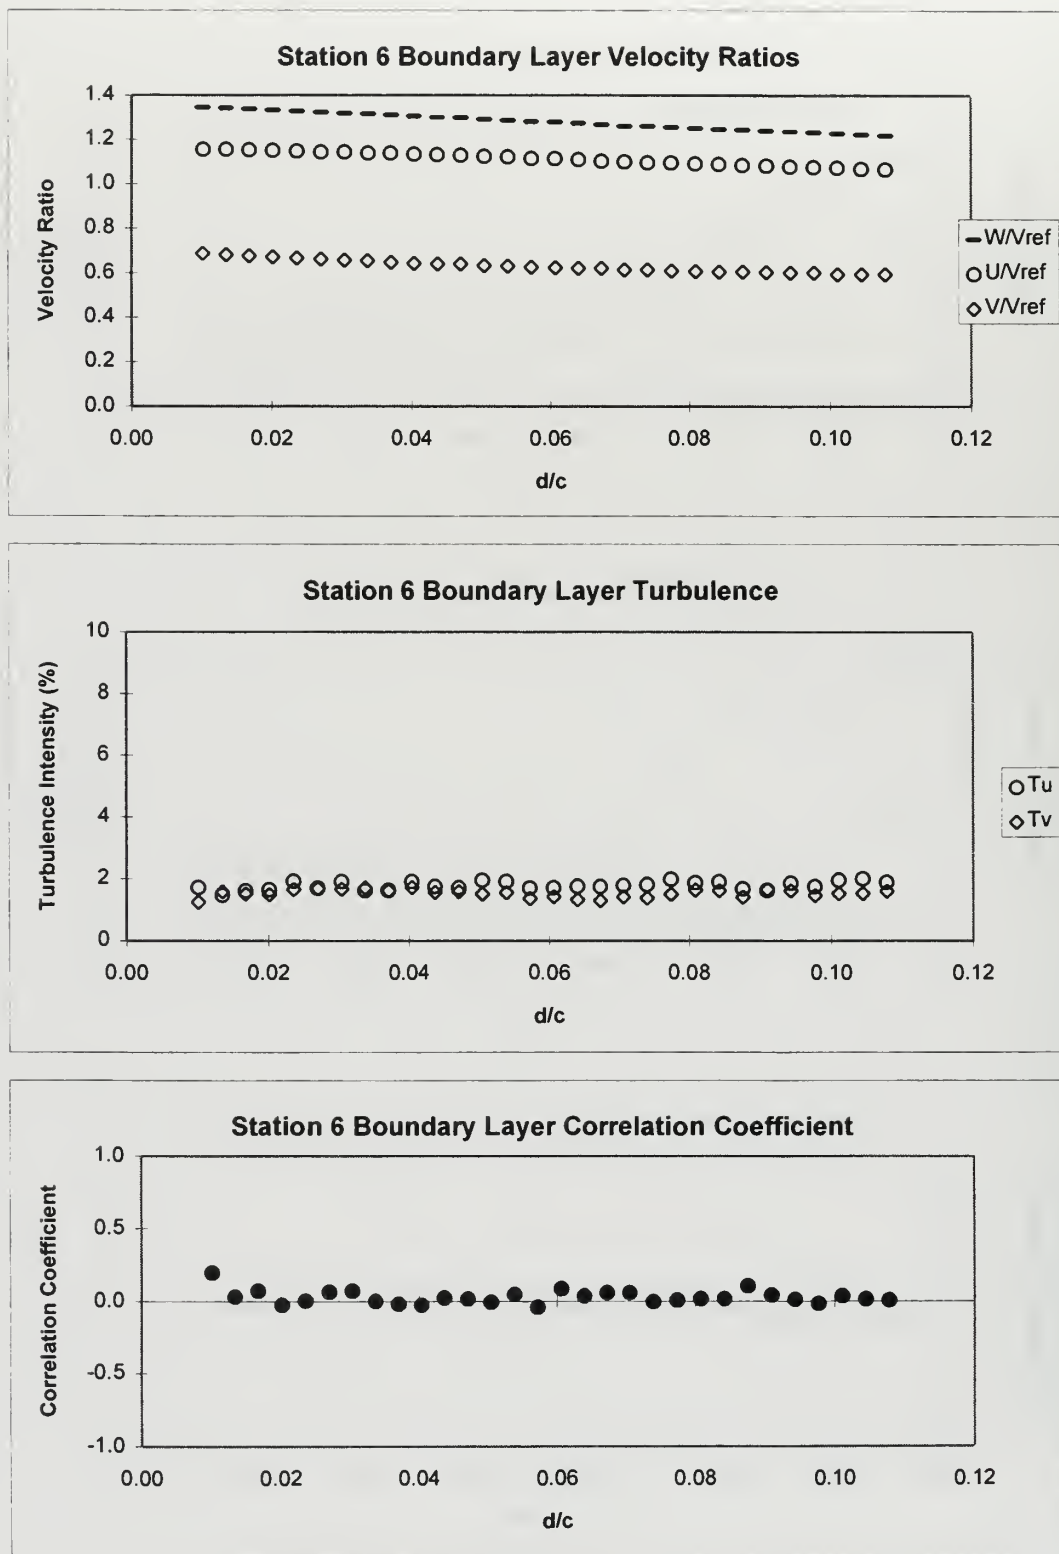 Station 6 Boundary Layer Velocity Ratios
1.4
1.2
1.0
0.8
0.6
0.4
0.2
0.0
Velocity Ratio
0.00 0.02 0.04 0.06 0.08 0.10 0.12
d/c
W/Vref
U/Vref
V/Vref
Station 6 Boundary Layer Turbulence
10
8
6
4
2
0
Turbulence Intensity (%)
0.00 0.02 0.04 0.06 0.08 0.10 0.12
d/c
Tu
Tv
Station 6 Boundary Layer Correlation Coefficient
1.0
0.5
0.0
-0.5
-1.0
Correlation Coefficient
0.00 0.02 0.04 0.06 0.08 0.10 0.12
d/c